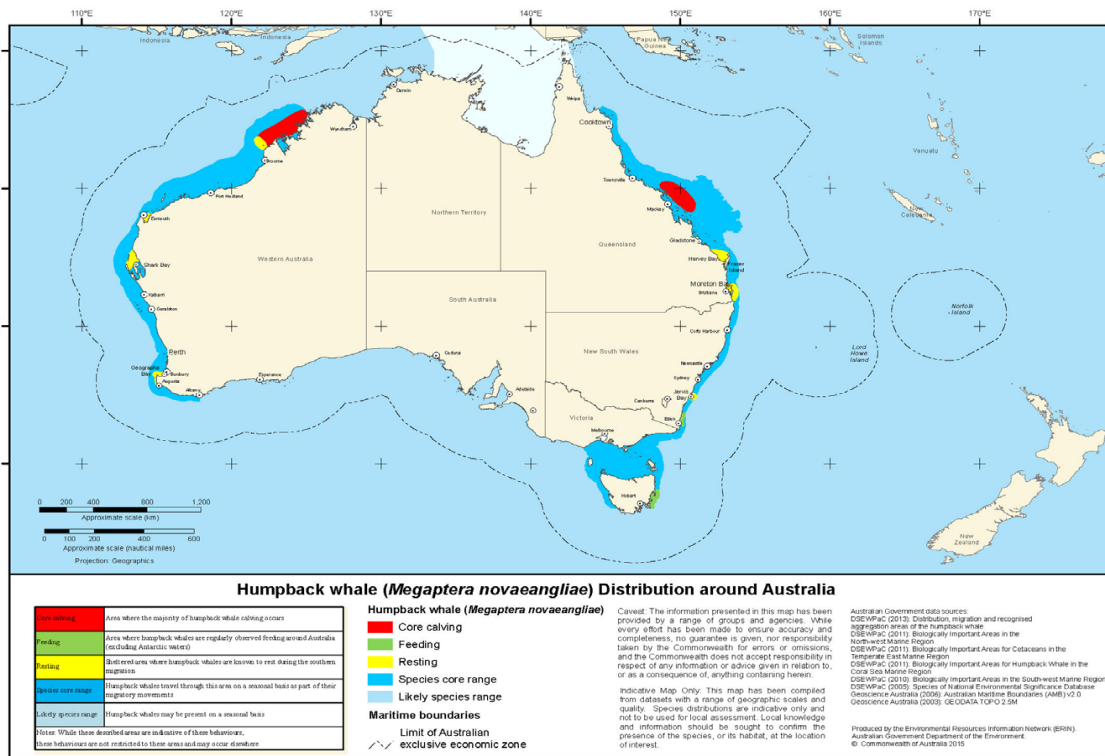 110°E 120°E 130°E 140°E 150°E 160°E 170°E
Indonesia
Indonesia
Papua New
Guinea
Solomon
Islands
Darwin
Weipa
Wyndham
Cooktown
Broome
Vanuatu
Townsville
Port Hedland
Mackay
New
Caledonia
Exmouth
Northern Territory
Gladstone
Queensland
Hervey Bay
Fraser
Island
Western Australia
Shark Bay
Moreton Bay
Brisbane
Kalbarri
South Australia
Geraldton
Norfolk
Island
Coffs Harbour
Lord
Howe
Island
Perth
New South Wales
Ceduna
Newcastle
Geographe
Bay
Bunbury
Augusta
Esperance
Sydney
Albany
Adelaide
Jervis
Bay
Canberra
Victoria
Eden
Melbourne
Hobart
New
Zealand
0 200 400 800 1,200
Approximate scale (km)
0 100 200 400 600
Approximate scale (nautical miles)
Projection: Geographics
Humpback whale (Megaptera novaeangliae) Distribution around Australia
Core calving Area where the majority of humpback whale calving occurs
Feeding Area where humpback whales are regularly observed feeding around Australia
(excluding Antarctic waters)
Resting Sheltered area where humpback whales are known to rest during the southern
migration
Species core range Humpback whales travel through this area on a seasonal basis as part of their
migratory movements
Likely species range Humpback whales may be present on a seasonal basis
Notes: While these described areas are indicative of these behaviours,
these behaviours are not restricted to these areas and may occur elsewhere
Humpback whale (Megaptera novaeangliae)
Core calving
Feeding
Resting
Species core range
Likely species range
Maritime boundaries
Limit of Australian
exclusive economic zone
Caveat: The information presented in this map has been
provided by a range of groups and agencies. While
every effort has been made to ensure accuracy and
completeness, no guarantee is given, nor responsibility
taken by the Commonwealth for errors or omissions,
and the Commonwealth does not accept responsibility in
respect of any information or advice given in relation to,
or as a consequence of, anything containing herein.
Indicative Map Only: This map has been compiled
from datasets with a range of geographic scales and
quality. Species distributions are indicative only and
not to be used for local assessment. Local knowledge
and information should be sought to confirm the
presence of the species, or its habitat, at the location
of interest.
Australian Government data sources:
DSEWPaC (2013): Distribution, migration and recognised
aggregation areas of the humpback whale
DSEWPaC (2011): Biologically Important Areas in the
North-west Marine Region
DSEWPaC (2011): Biologically Important Areas for Cetaceans in the
Temperate East Marine Region
DSEWPaC (2011): Biologically Important Areas for Humpback Whale in the
Coral Sea Marine Region
DSEWPaC (2010): Biologically Important Areas in the South-west Marine Region
DSEWPaC (2005): Species of National Environmental Significance Database
Geoscience Australia (2006): Australian Maritime Boundaries (AMB) v2.0
Geoscience Australia (2003): GEODATA TOPO 2.5M
Produced by the Environmental Resources Information Network (ERIN).
Australian Government Department of the Environment.
© Commonwealth of Australia 2015